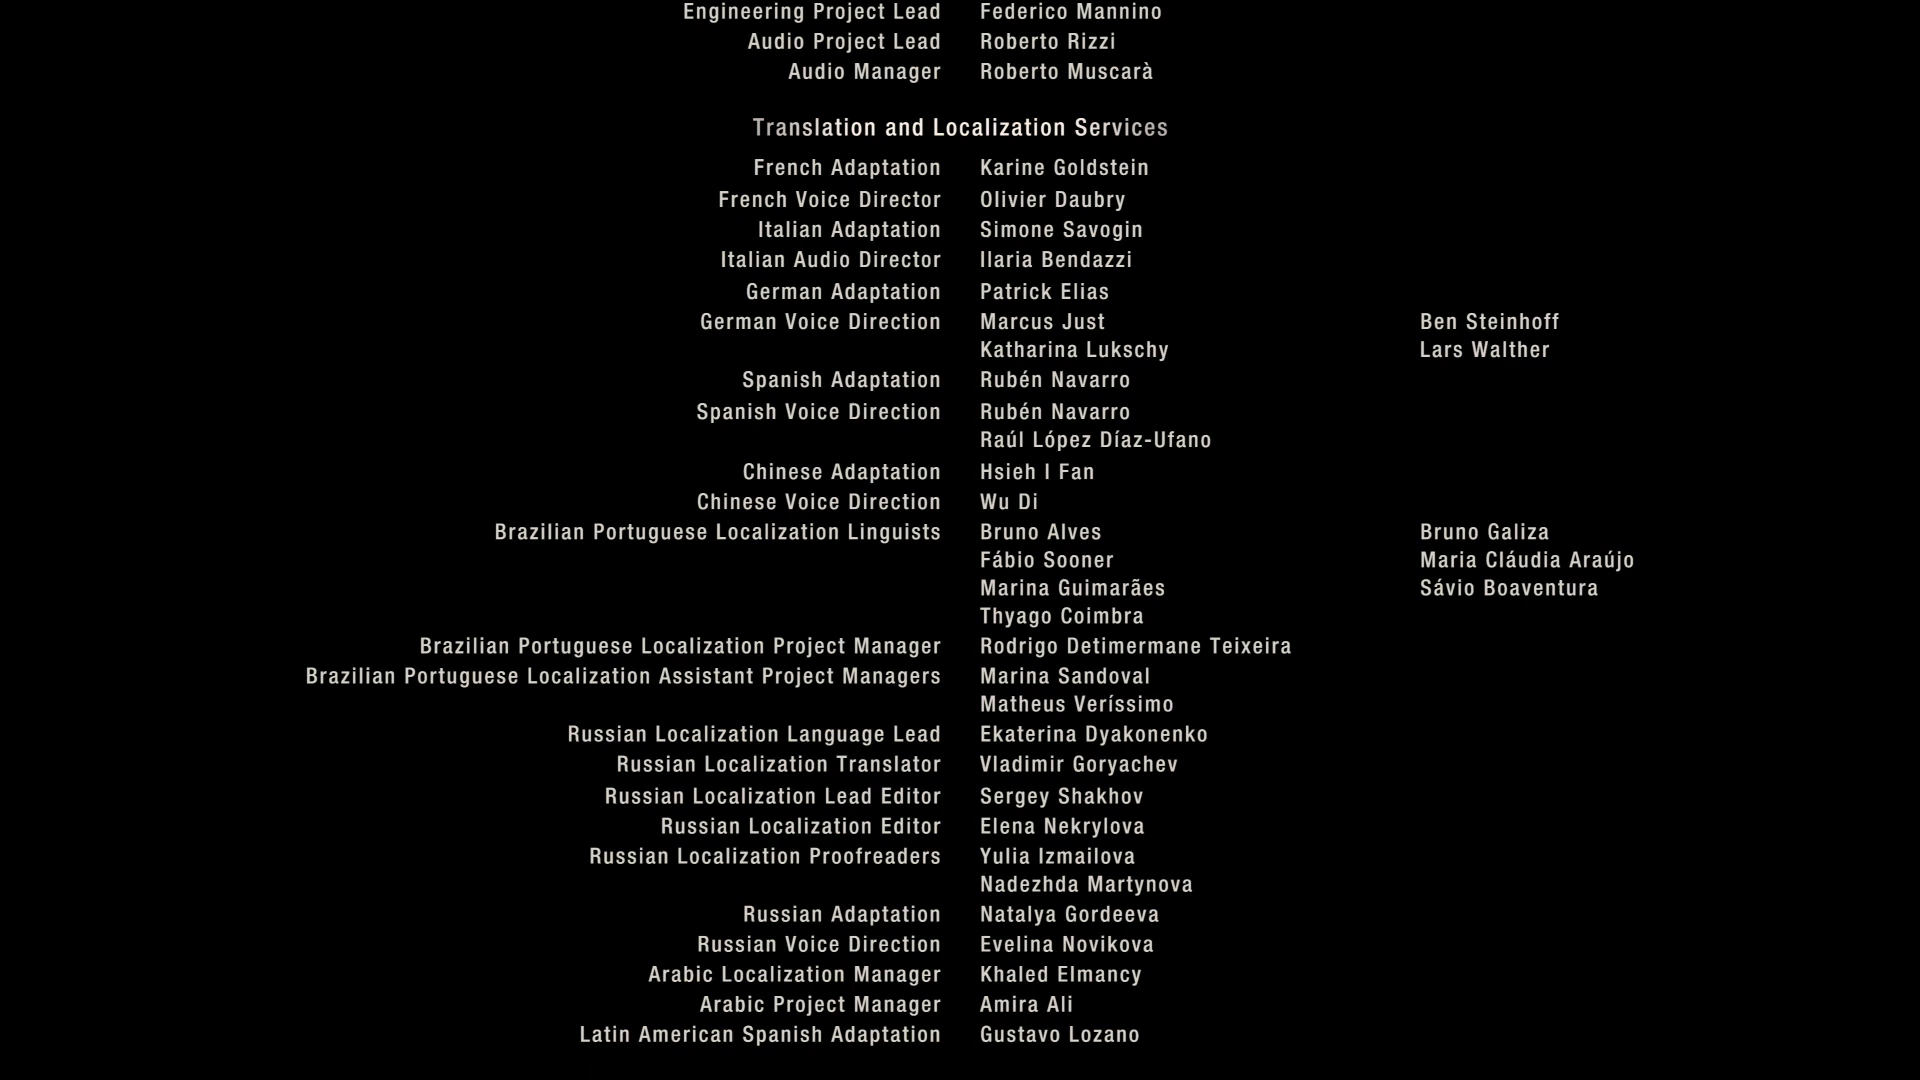 Engineering Project Lead Federico Mannino
Audio Project Lead Roberto Rizzi
Audio Manager Roberto Muscarà
Translation and Localization Services
French Adaptation Karine Goldstein
French Voice Director Olivier Daubry
Italian Adaptation Simone Savogin
Italian Audio Director Ilaria Bendazzi
German Adaptation Patrick Elias
German Voice Direction Marcus Just Ben Steinhoff
Katharina Lukschy Lars Walther
Spanish Adaptation Rubén Navarro
Spanish Voice Direction Rubén Navarro
Raúl López Díaz-Ufano
Chinese Adaptation Hsieh I Fan
Chinese Voice Direction Wu Di
Brazilian Portuguese Localization Linguists Bruno Alves Bruno Galiza
Fábio Sooner Maria Cláudia Araújo
Marina Guimarães Sávio Boaventura
Thyago Coimbra
Brazilian Portuguese Localization Project Manager Rodrigo Detimermane Teixeira
Brazilian Portuguese Localization Assistant Project Managers Marina Sandoval
Matheus Veríssimo
Russian Localization Language Lead Ekaterina Dyakonenko
Russian Localization Translator Vladimir Goryachev
Russian Localization Lead Editor Sergey Shakhov
Russian Localization Editor Elena Nekrylova
Russian Localization Proofreaders Yulia Izmailova
Nadezhda Martynova
Russian Adaptation Natalya Gordeeva
Russian Voice Direction Evelina Novikova
Arabic Localization Manager Khaled Elmancy
Arabic Project Manager Amira Ali
Latin American Spanish Adaptation Gustavo Lozano